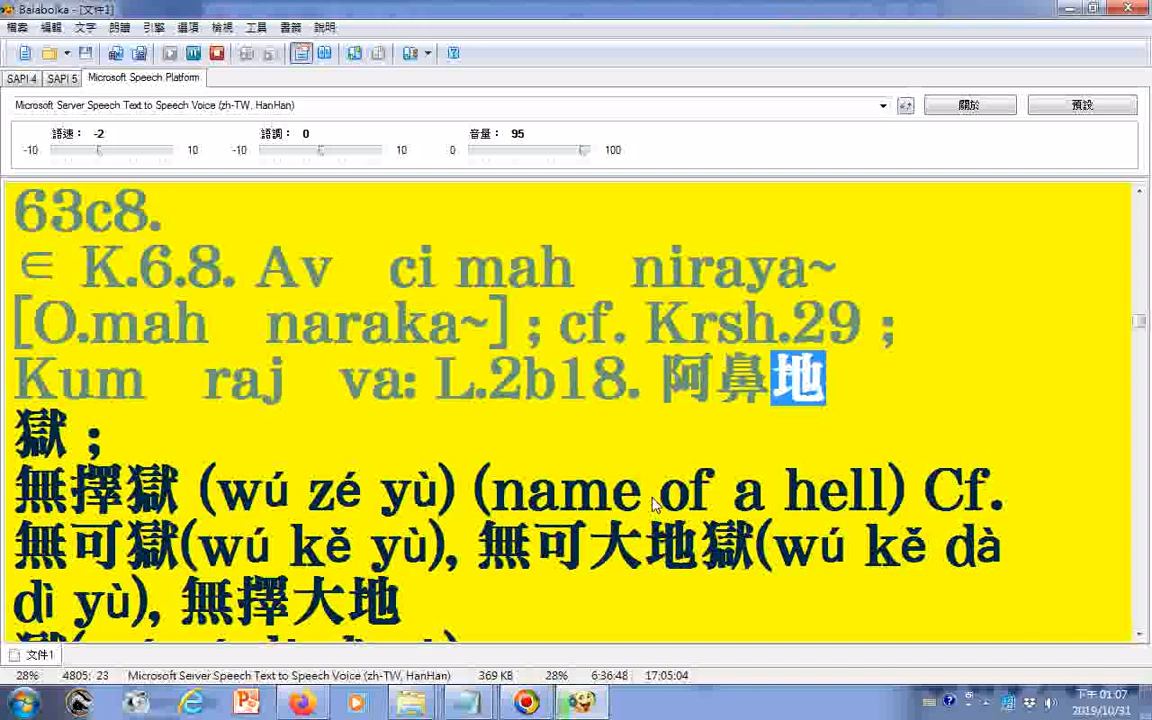 Balabolka - [文件1]
檔案 編輯 文字 朗讀 引擎 選項 檢視 工具 書籤 說明
SAPI 4 SAPI 5 Microsoft Speech Platform
Microsoft Server Speech Text to Speech Voice (zh-TW, HanHan) 關於 預設
語速： -2 語調： 0 音量： 95
-10 10 -10 10 0 100
63c8.
∈ K.6.8. Av ci mah niraya~
[O.mah naraka~] ; cf. Krsh.29 ;
Kum raj va: L.2b18. 阿鼻地
獄 ;
無擇獄 (wú zé yù) (name of a hell) Cf.
無可獄(wú kě yù), 無可大地獄(wú kě dà
dì yù), 無擇大地
文件1
28% 4805: 23 Microsoft Server Speech Text to Speech Voice (zh-TW, HanHan) 369 KB 28% 6:36:48 17:05:04
下午 01:07
2019/10/31